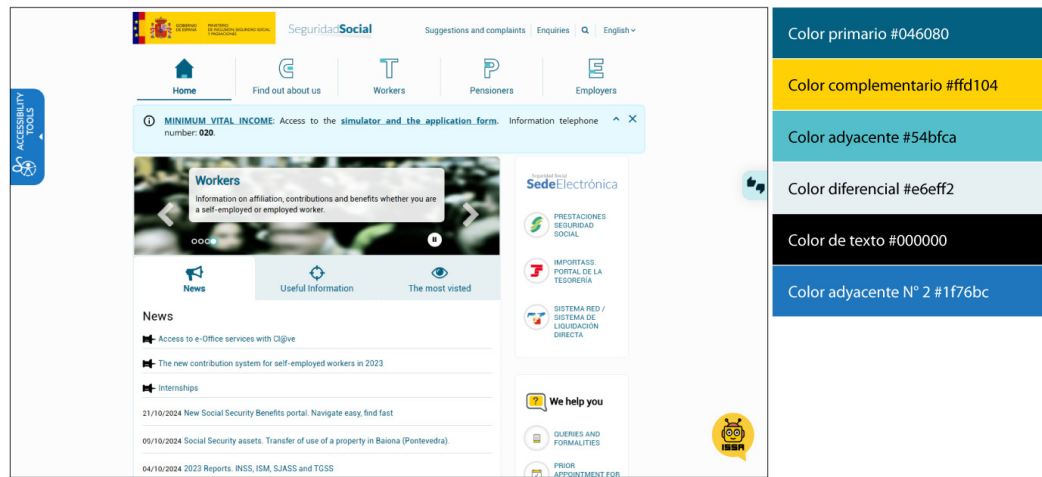 GOBIERNO
DE ESPAÑA
MINISTERIO
DE INCLUSIÓN, SEGURIDAD SOCIAL
Y MIGRACIONES
SeguridadSocial
Suggestions and complaints
Enquiries
English
Home
Find out about us
Workers
Pensioners
Employers
ACCESSIBILITY
TOOLS
MINIMUM VITAL INCOME: Access to the simulator and the application form. Information telephone
number: 020.
Workers
Information on affiliation, contributions and benefits whether you are
a self-employed or employed worker.
News
Useful Information
The most visted
News
Access to e-Office services with Cl@ve
The new contribution system for self-employed workers in 2023
Internships
21/10/2024 New Social Security Benefits portal. Navigate easy, find fast
09/10/2024 Social Security assets. Transfer of use of a property in Baiona (Pontevedra).
04/10/2024 2023 Reports. INSS, ISM, SJASS and TGSS
Seguridad Social
SedeElectrónica
PRESTACIONES
SEGURIDAD
SOCIAL
IMPORTASS.
PORTAL DE LA
TESORERÍA
SISTEMA RED /
SISTEMA DE
LIQUIDACIÓN
DIRECTA
We help you
QUERIES AND
FORMALITIES
PRIOR
APPOINTMENT FOR
ISSA
Color primario #046080
Color complementario #ffd104
Color adyacente #54bfca
Color diferencial #e6eff2
Color de texto #000000
Color adyacente N° 2 #1f76bc